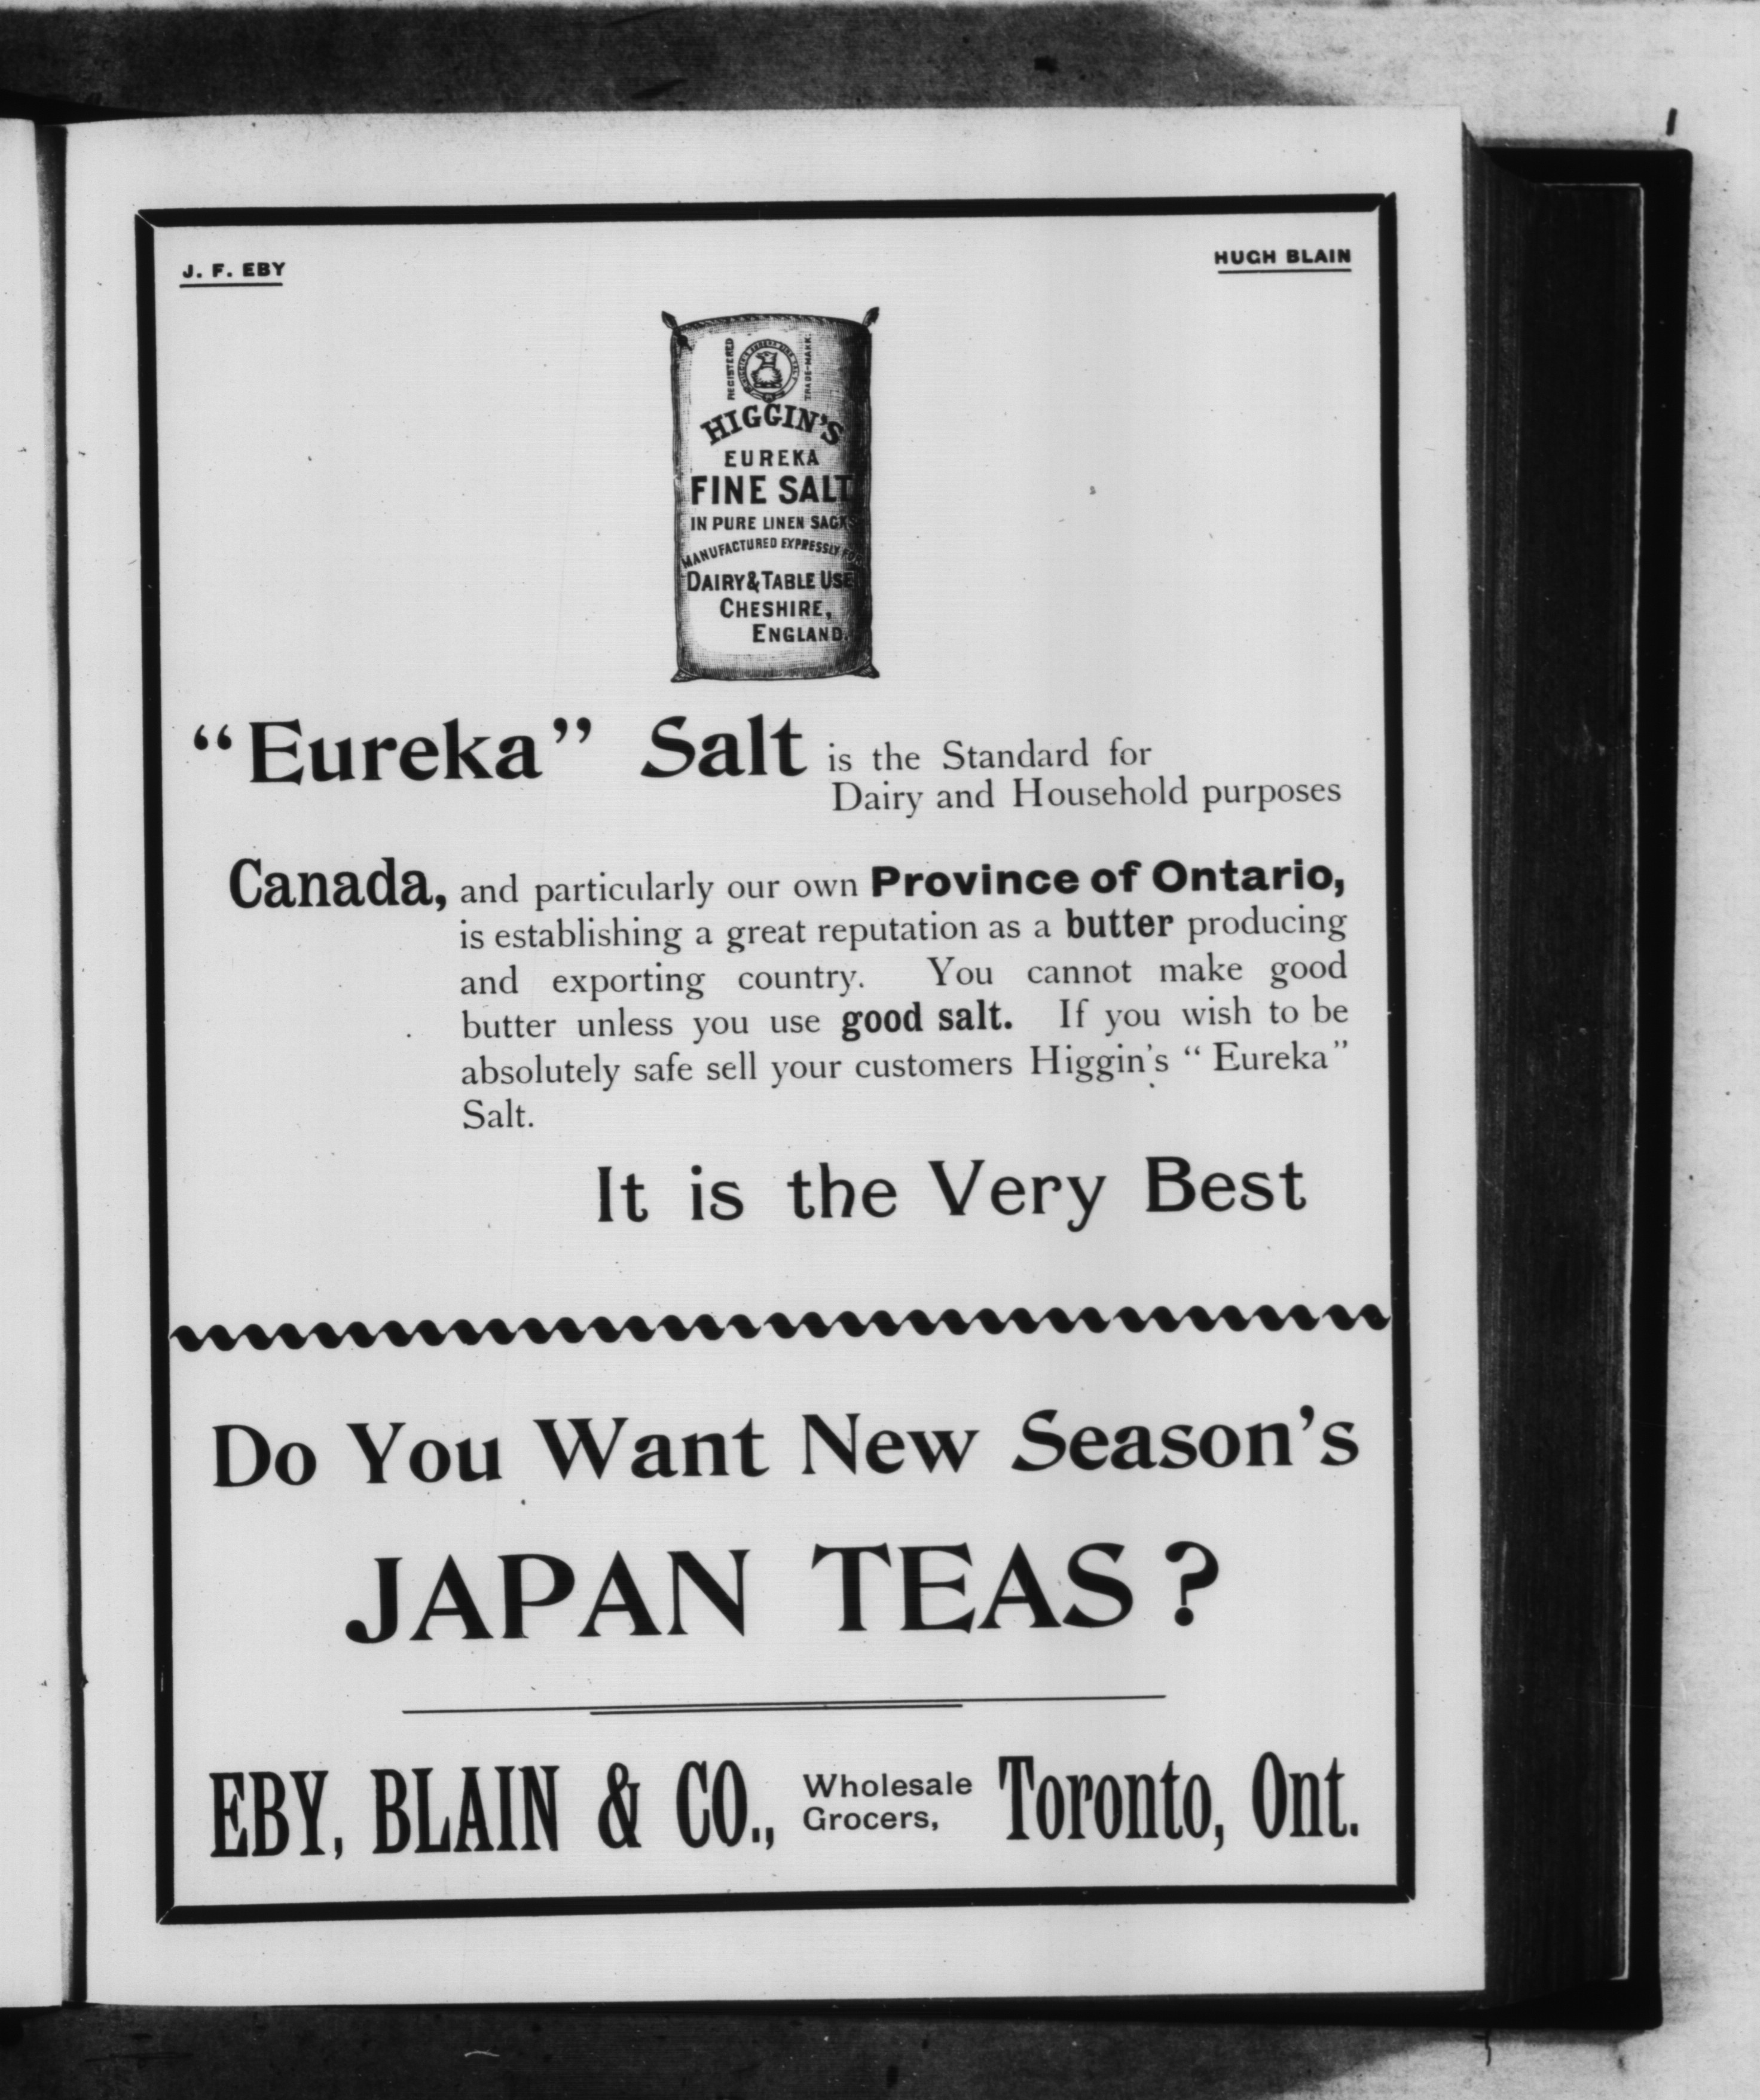 J. F. EBY
HUGH BLAIN
REGISTERED
TRADE-MARK.
HIGGIN'S
EUREKA
FINE SALT
IN PURE LINEN SACKS
MANUFACTURED EXPRESSLY FOR
DAIRY & TABLE USE
CHESHIRE,
ENGLAND.
“Eureka” Salt is the Standard for
Dairy and Household purposes
Canada, and particularly our own Province of Ontario,
is establishing a great reputation as a butter producing
and exporting country. You cannot make good
butter unless you use good salt. If you wish to be
absolutely safe sell your customers Higgin's “Eureka”
Salt.
It is the Very Best
Do You Want New Season's
JAPAN TEAS?
EBY, BLAIN & CO., Wholesale Grocers, Toronto, Ont.